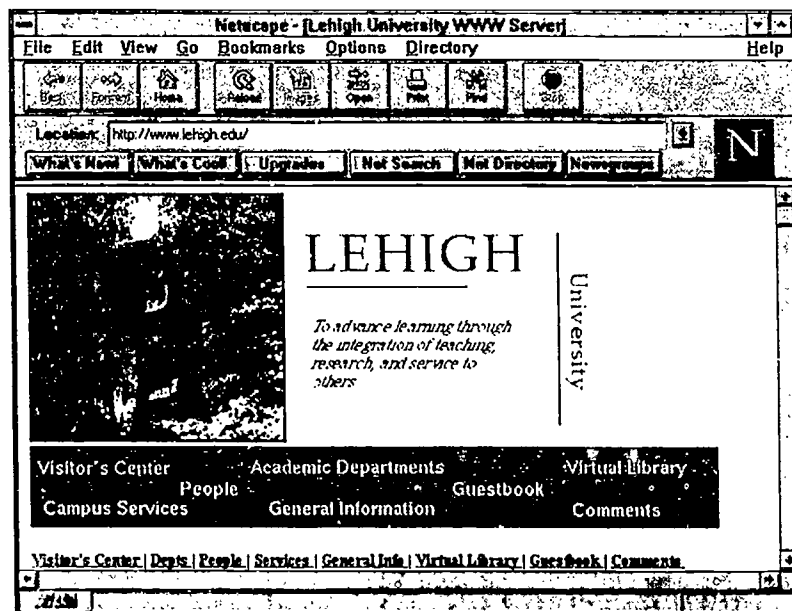 Netscape - [Lehigh University WWW Server]
File Edit View Go Bookmarks Options Directory Help
Back Forward Home Reload Images Open Print Find Stop
Location: http://www.lehigh.edu/
What's New! What's Cool! Upgrades Net Search Net Directory Newsgroups
N
LEHIGH
University
To advance learning through
the integration of teaching,
research, and service to
others
Visitor's Center Academic Departments Virtual Library
People Guestbook
Campus Services General Information Comments
Visitor's Center | Depts | People | Services | General Info | Virtual Library | Guestbook | Comments